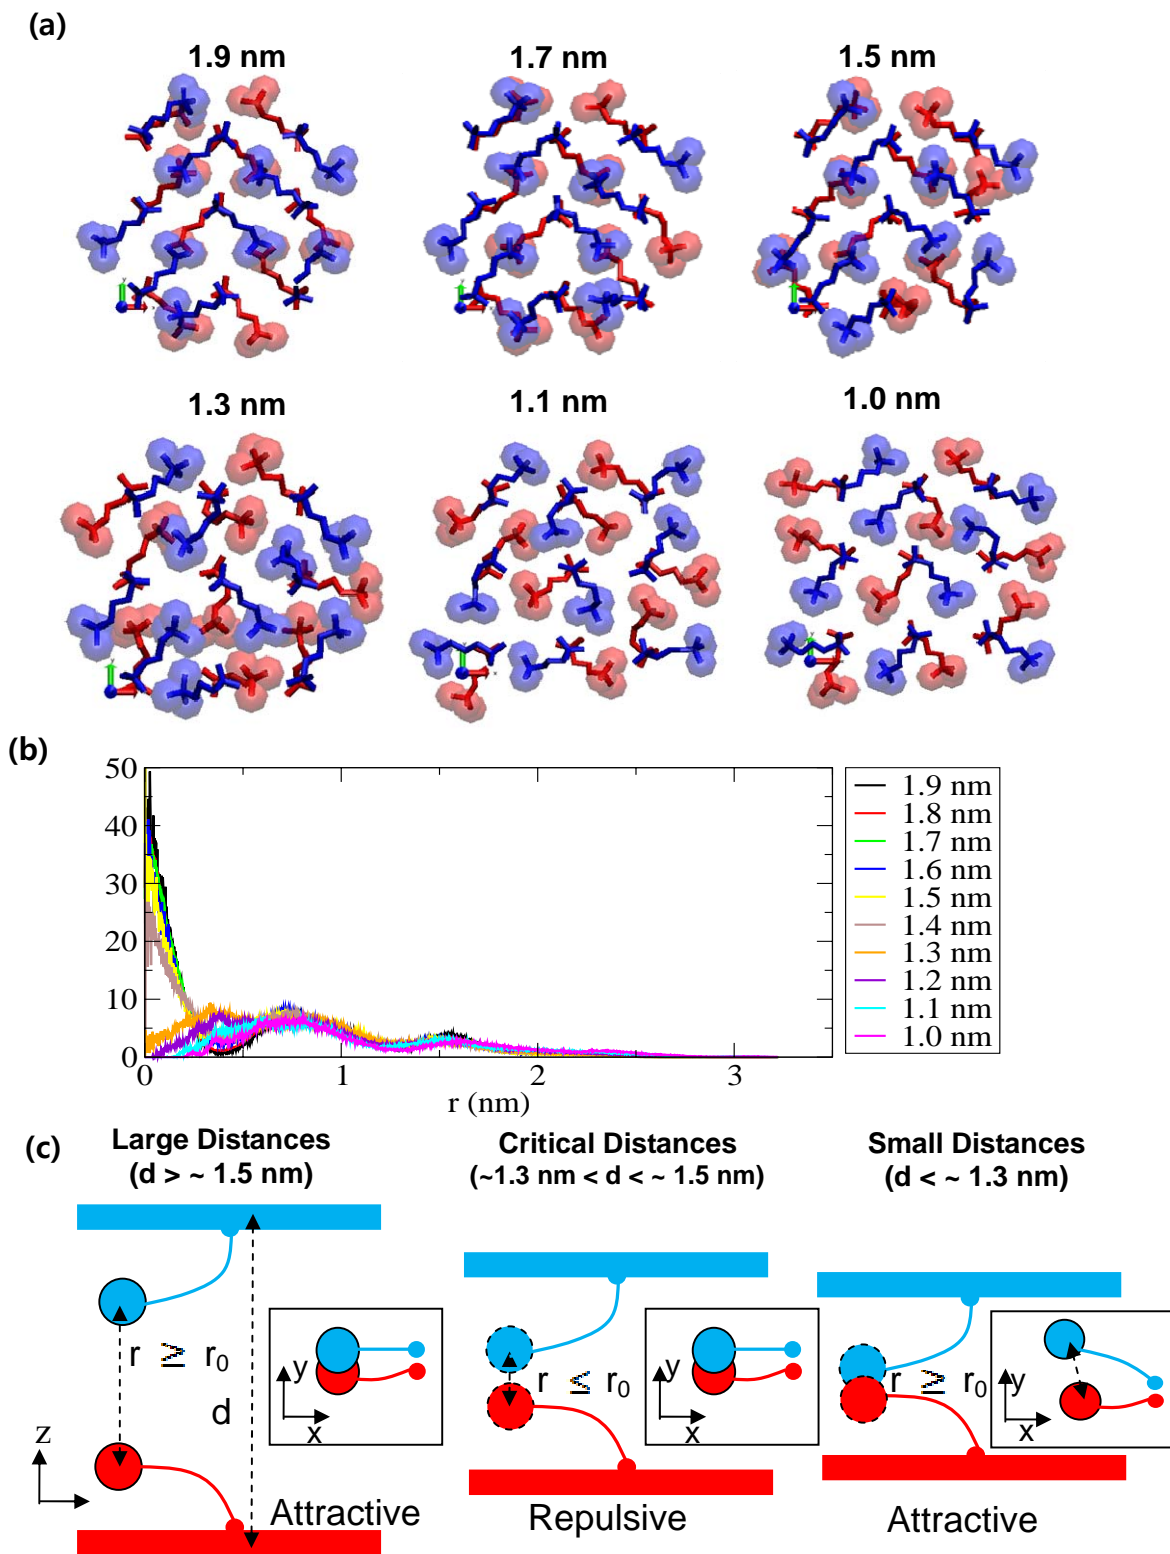 (a)
1.9 nm
1.7 nm
1.5 nm
1.3 nm
1.1 nm
1.0 nm
(b)
50
40
30
20
10
0
0
1
2
3
r (nm)
1.9 nm
1.8 nm
1.7 nm
1.6 nm
1.5 nm
1.4 nm
1.3 nm
1.2 nm
1.1 nm
1.0 nm
(c)
Large Distances
(d > ~ 1.5 nm)
Critical Distances
(~1.3 nm < d < ~ 1.5 nm)
Small Distances
(d < ~ 1.3 nm)
r ≥ r₀
d
z
y
x
Attractive
r ≤ r₀
y
x
Repulsive
r ≥ r₀
y
x
Attractive